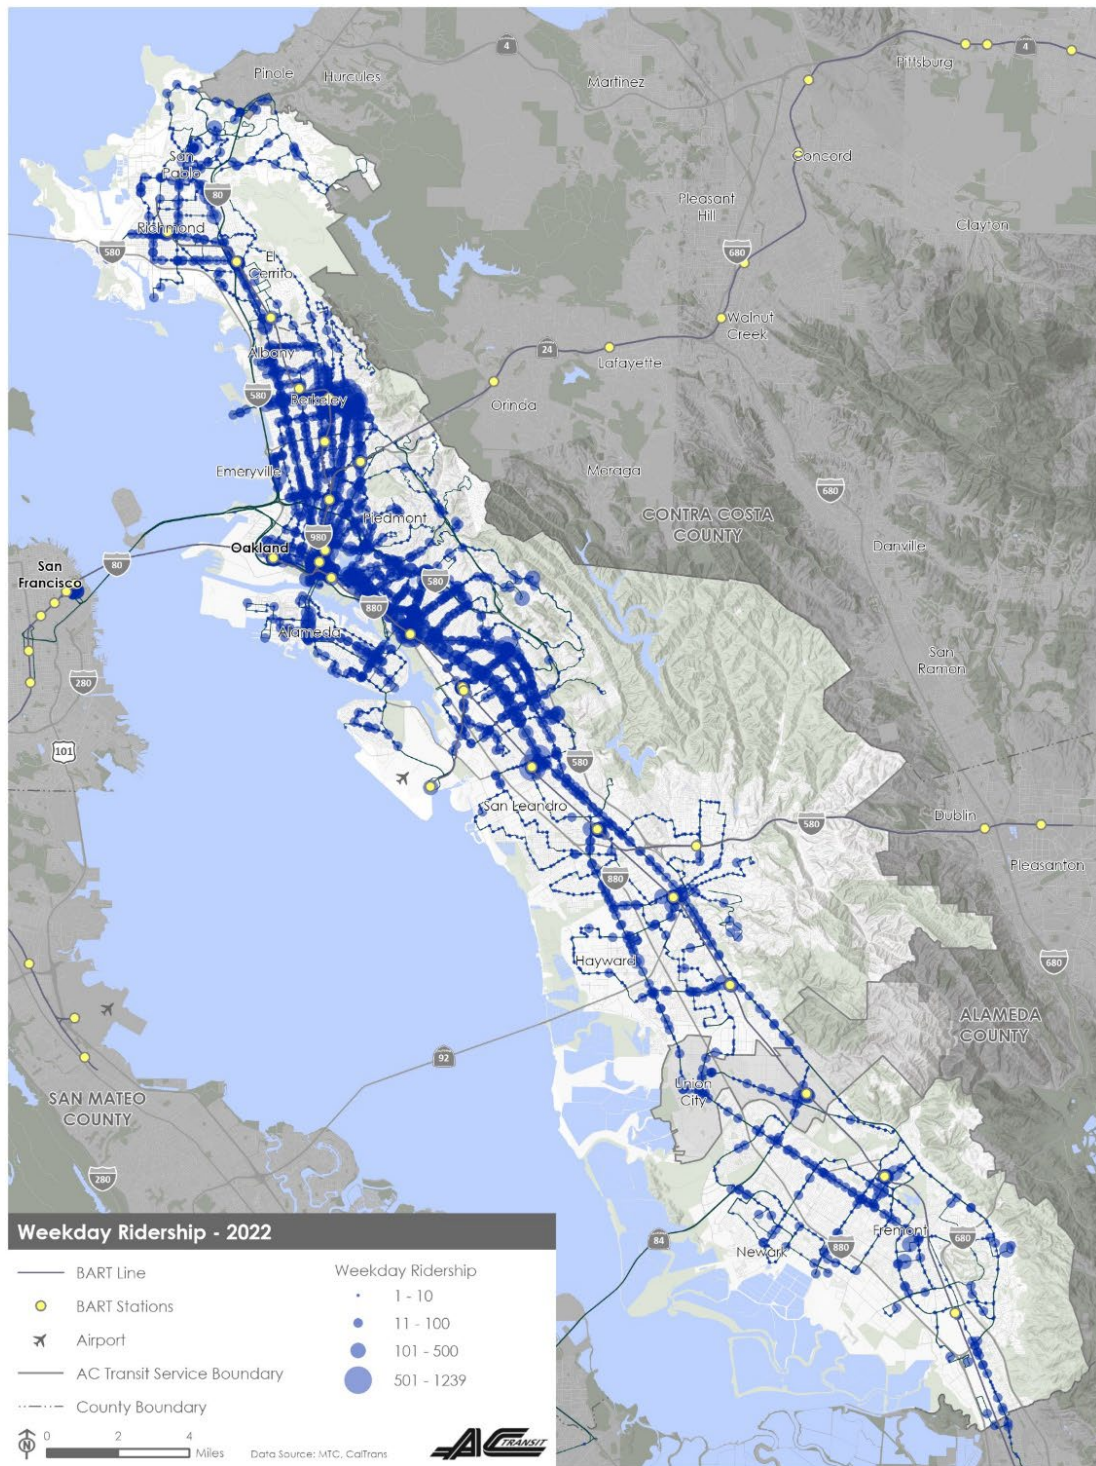 4
4
Pinole
Hurcules
Martinez
Pittsburg
Concord
San
Pablo
80
Pleasant
Hill
Clayton
Richmond
580
El
Cerrito
680
Walnut
Creek
24
Lafayette
Albany
580
Berkeley
Orinda
Emeryville
Moraga
680
CONTRA COSTA
COUNTY
Piedmont
980
Oakland
Danville
San
Francisco
80
580
880
Alameda
San
Ramon
280
101
580
San Leandro
Dublin
580
Pleasanton
880
Hayward
680
ALAMEDA
COUNTY
92
Union
City
SAN MATEO
COUNTY
280
84
Newark
880
Fremont
680
Weekday Ridership - 2022
BART Line
BART Stations
Airport
AC Transit Service Boundary
County Boundary
Weekday Ridership
1 - 10
11 - 100
101 - 500
501 - 1239
N
0 2 4
Miles
Data Source: MTC, CalTrans
AC TRANSIT